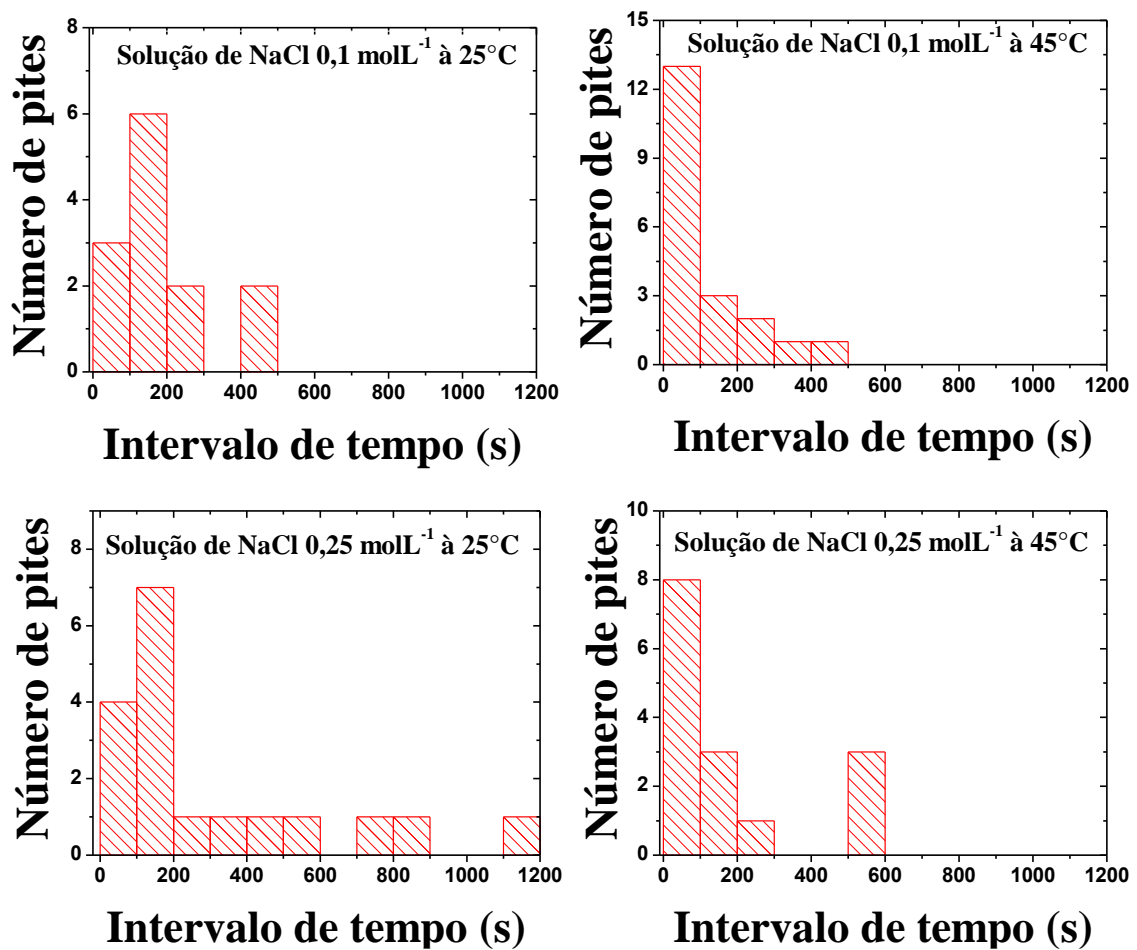 Solução de NaCl 0,1 molL⁻¹ à 25°C
Número de pites
8
6
4
2
0
0 200 400 600 800 1000 1200
Intervalo de tempo (s)
Solução de NaCl 0,1 molL⁻¹ à 45°C
Número de pites
15
12
9
6
3
0
0 200 400 600 800 1000 1200
Intervalo de tempo (s)
Solução de NaCl 0,25 molL⁻¹ à 25°C
Número de pites
8
6
4
2
0
0 200 400 600 800 1000 1200
Intervalo de tempo (s)
Solução de NaCl 0,25 molL⁻¹ à 45°C
Número de pites
10
8
6
4
2
0
0 200 400 600 800 1000 1200
Intervalo de tempo (s)